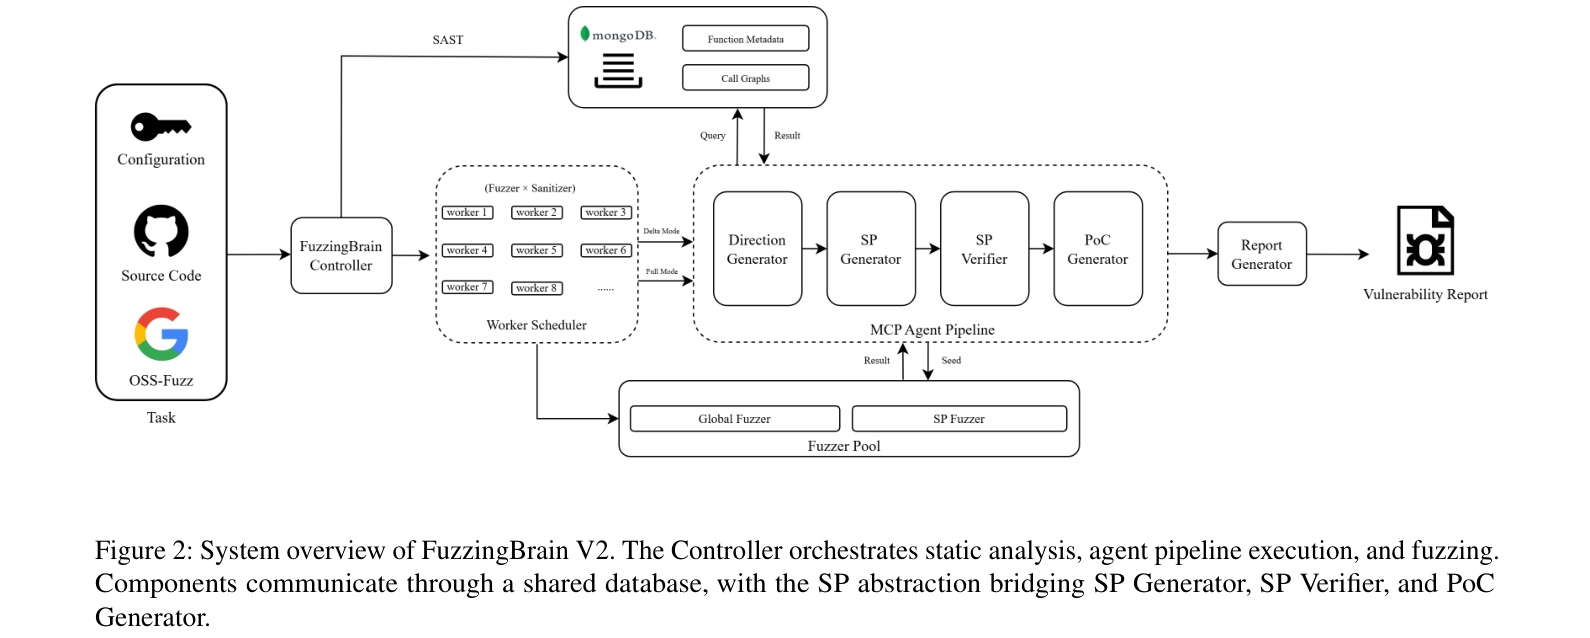 SAST
mongoDB.
Function Metadata
Call Graphs
Query
Result
Configuration
Source Code
OSS-Fuzz
Task
FuzzingBrain
Controller
(Fuzzer × Sanitizer)
worker 1
worker 2
worker 3
worker 4
worker 5
worker 6
worker 7
worker 8
......
Worker Scheduler
Delta Mode
Full Mode
Direction
Generator
SP
Generator
SP
Verifier
PoC
Generator
MCP Agent Pipeline
Report
Generator
Vulnerability Report
Result
Seed
Global Fuzzer
SP Fuzzer
Fuzzer Pool
Figure 2: System overview of FuzzingBrain V2. The Controller orchestrates static analysis, agent pipeline execution, and fuzzing.
Components communicate through a shared database, with the SP abstraction bridging SP Generator, SP Verifier, and PoC
Generator.